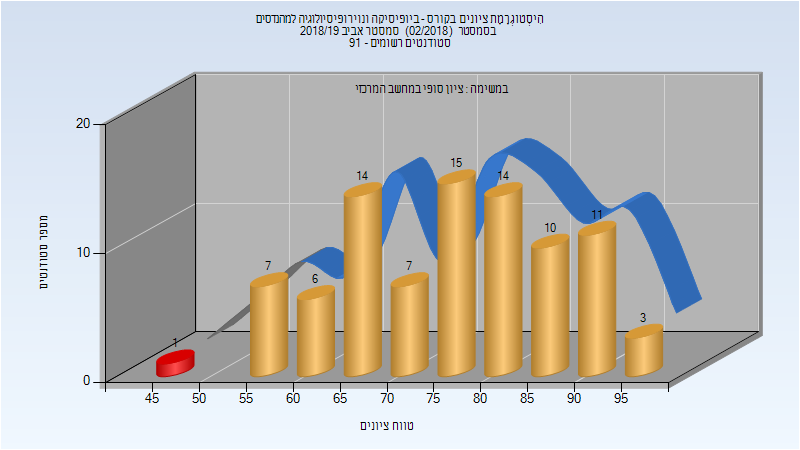 היסטוגרמת ציונים בקורס - ביופיסיקה ונוירופיסיולוגיה למהנדסים
בסמסטר (02/2018) סמסטר אביב 2018/19
סטודנטים רשומים - 91
במשימה : ציון סופי במחשב המרכזי
מספר סטודנטים
20
10
0
1
7
6
14
7
15
14
10
11
3
45 50 55 60 65 70 75 80 85 90 95
טווח ציונים